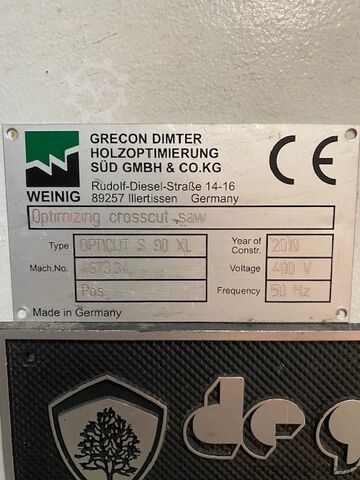 GRECON DIMTER
HOLZOPTIMIERUNG
SÜD GMBH & CO.KG
CE
WEINIG
Rudolf-Diesel-Straße 14-16
89257 Illertissen Germany
Optimizing crosscut saw
Type OPTICUT S 90 XL
Year of Constr. 2010
Mach.No.
Voltage 400 V
Pos.
Frequency 50 Hz
Made in Germany
de g